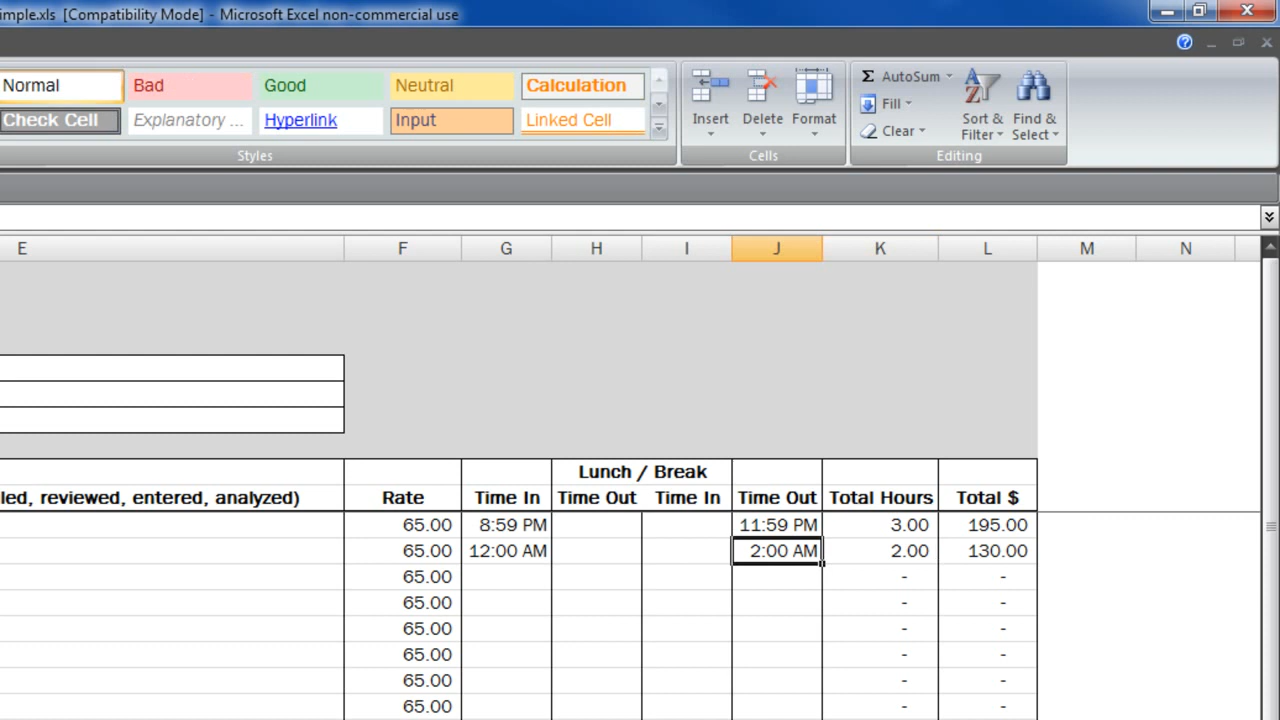 imple.xls [Compatibility Mode] - Microsoft Excel non-commercial use
Normal Bad Good Neutral Calculation
Check Cell Explanatory ... Hyperlink Input Linked Cell
Styles
Insert Delete Format
Cells
Σ AutoSum
Fill
Clear
Sort & Filter
Find & Select
Editing
E F G H I J K L M N
Lunch / Break
led, reviewed, entered, analyzed) Rate Time In Time Out Time In Time Out Total Hours Total $
65.00 8:59 PM 11:59 PM 3.00 195.00
65.00 12:00 AM 2:00 AM 2.00 130.00
65.00 - -
65.00 - -
65.00 - -
65.00 - -
65.00 - -
65.00 - -